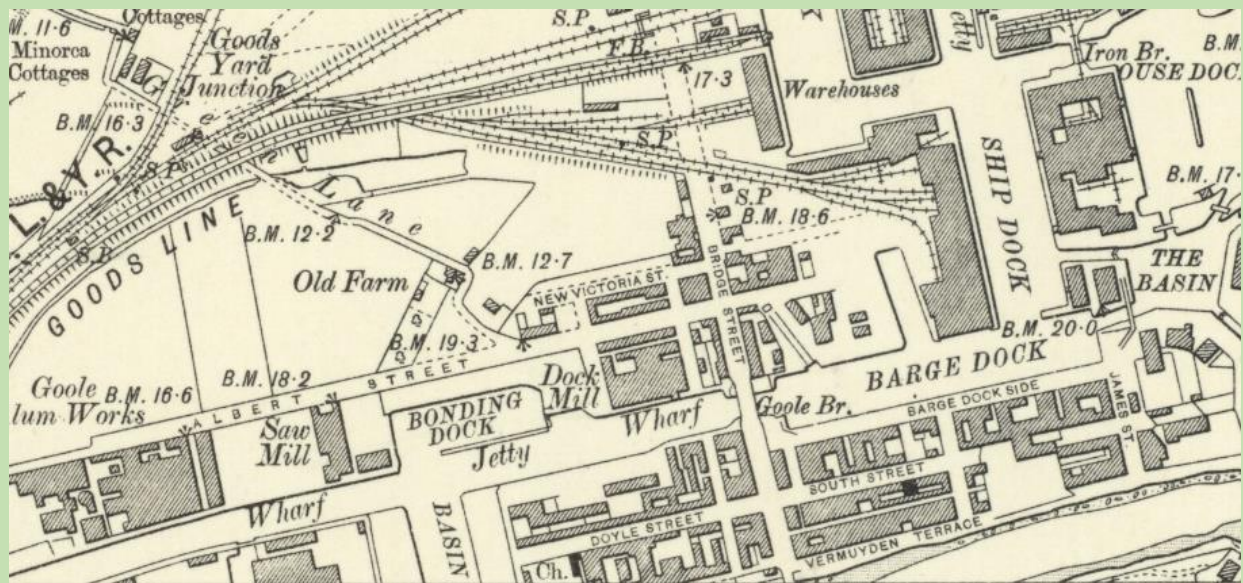 Cottages
M. 11·6
Minorca
Cottages
Goods
Yard
Junction
S.P.
F.B.
17·3
Warehouses
Iron Br.
OUSE DOC
B.M. 16·3
L. & Y. R.
S.P.
S.P.
SHIP DOCK
B.M. 17·
Lane
S.P.
B.M. 18·6
GOODS LINE
B.M. 12·2
S.B.
Old Farm
B.M. 12·7
NEW VICTORIA ST.
BRIDGE STREET
THE
BASIN
B.M. 20·0
B.M. 19·3
BARGE DOCK
Goole
lum Works
B.M. 16·6
B.M. 18·2
ALBERT STREET
Dock
Mill
BONDING
DOCK
Saw
Mill
Jetty
Wharf
Goole Br.
BARGE DOCK SIDE
JAMES ST.
SOUTH STREET
Wharf
BASIN
DOYLE STREET
VERMUYDEN TERRACE
Ch.